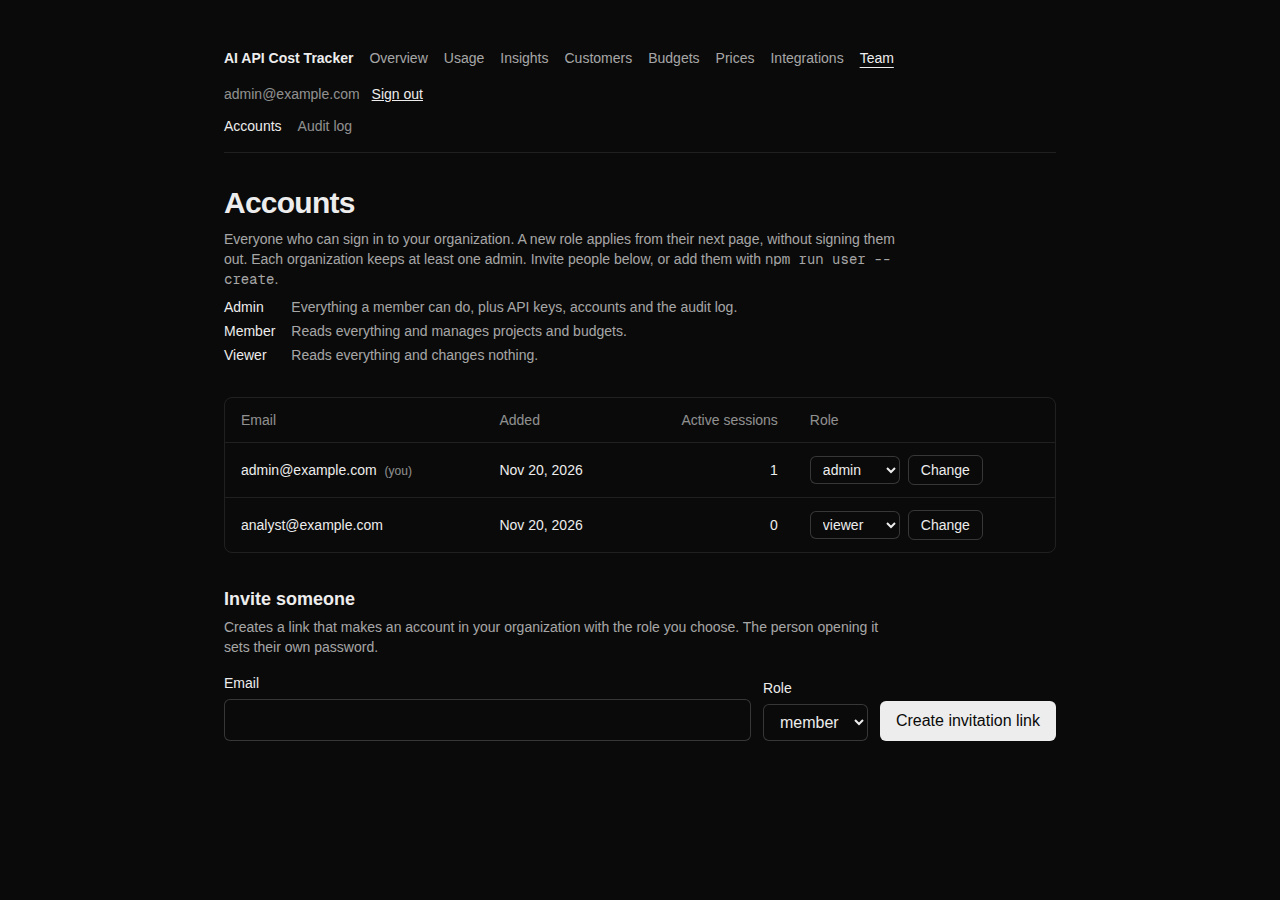 AI API Cost Tracker Overview Usage Insights Customers Budgets Prices Integrations Team
admin@example.com Sign out
Accounts Audit log
Accounts
Everyone who can sign in to your organization. A new role applies from their next page, without signing them
out. Each organization keeps at least one admin. Invite people below, or add them with npm run user --
create.
Admin Everything a member can do, plus API keys, accounts and the audit log.
Member Reads everything and manages projects and budgets.
Viewer Reads everything and changes nothing.
Email Added Active sessions Role
admin@example.com (you) Nov 20, 2026 1 admin Change
analyst@example.com Nov 20, 2026 0 viewer Change
Invite someone
Creates a link that makes an account in your organization with the role you choose. The person opening it
sets their own password.
Email Role
member Create invitation link